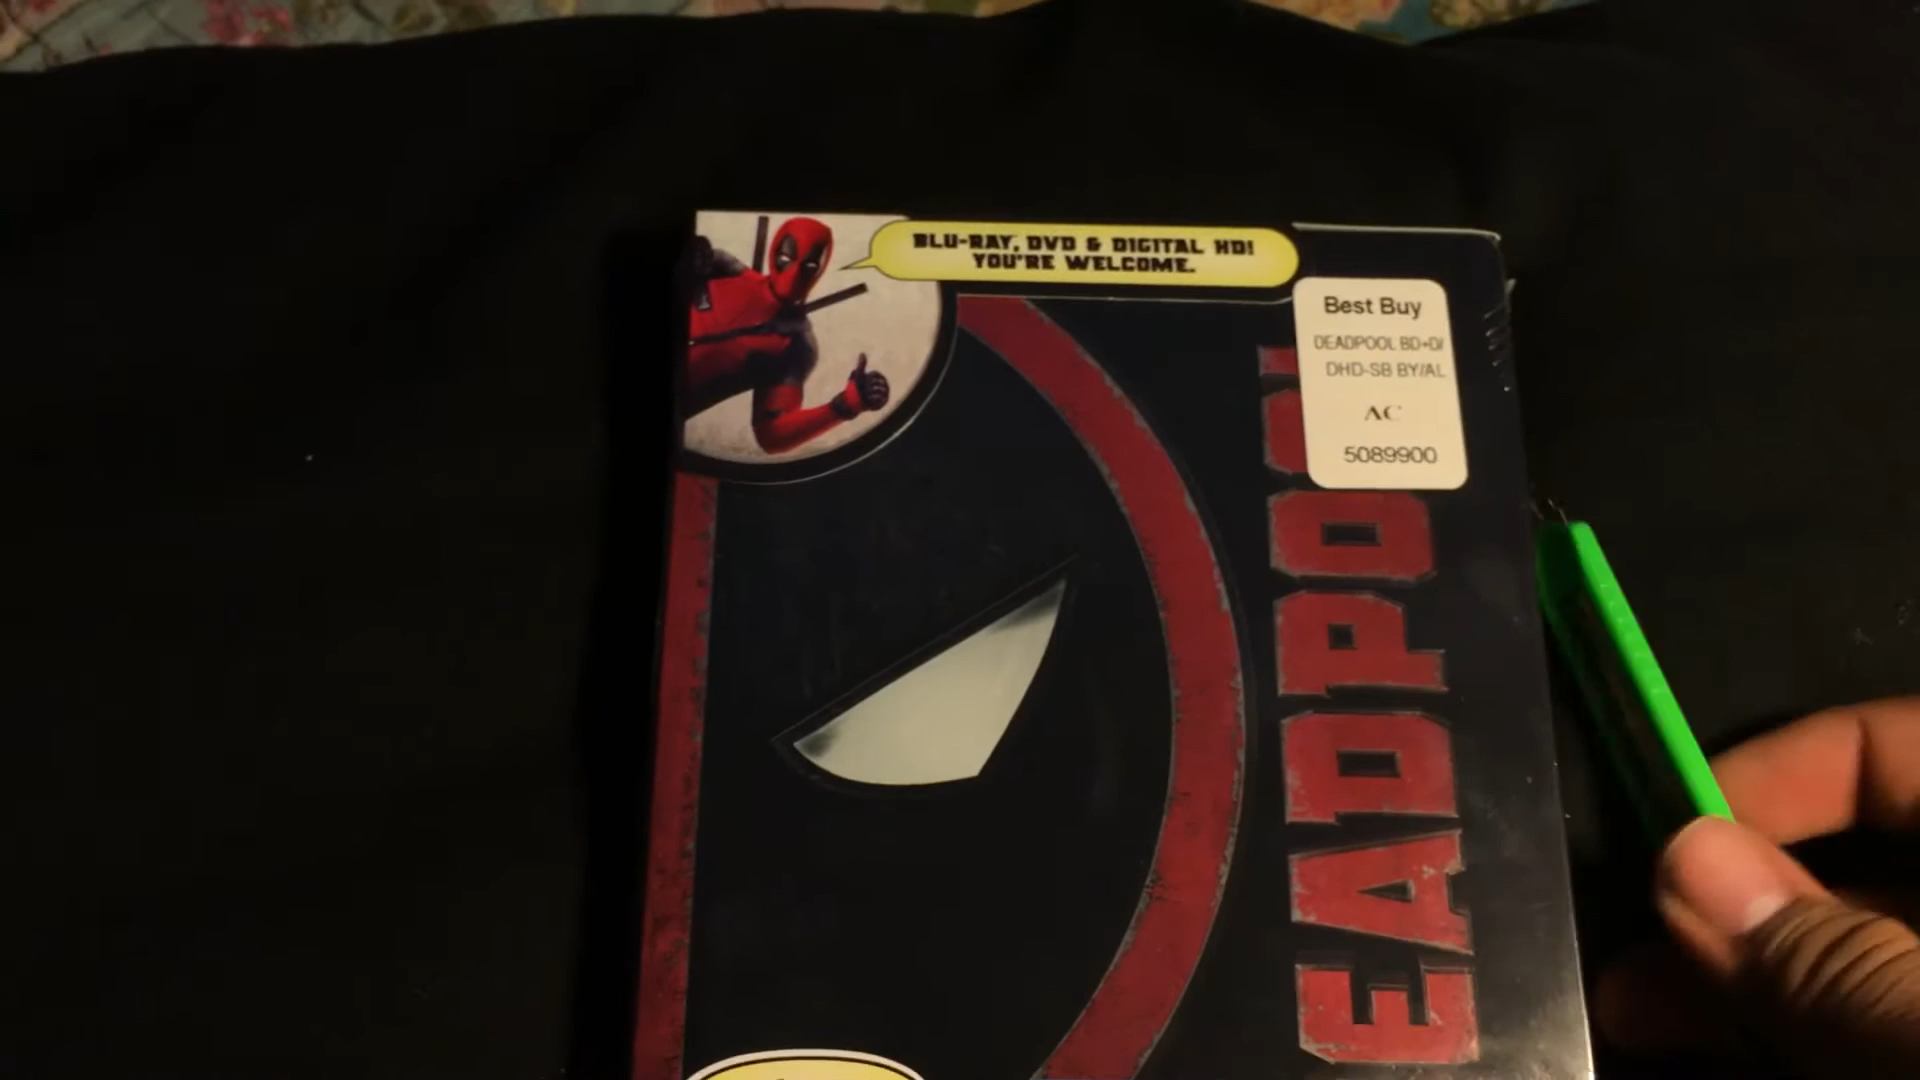 BLU-RAY, DVD & DIGITAL HD!
YOU'RE WELCOME.
Best Buy
DEADPOOL BD+D/
DHD-SB BY/AL
AC
5089900
EADPO